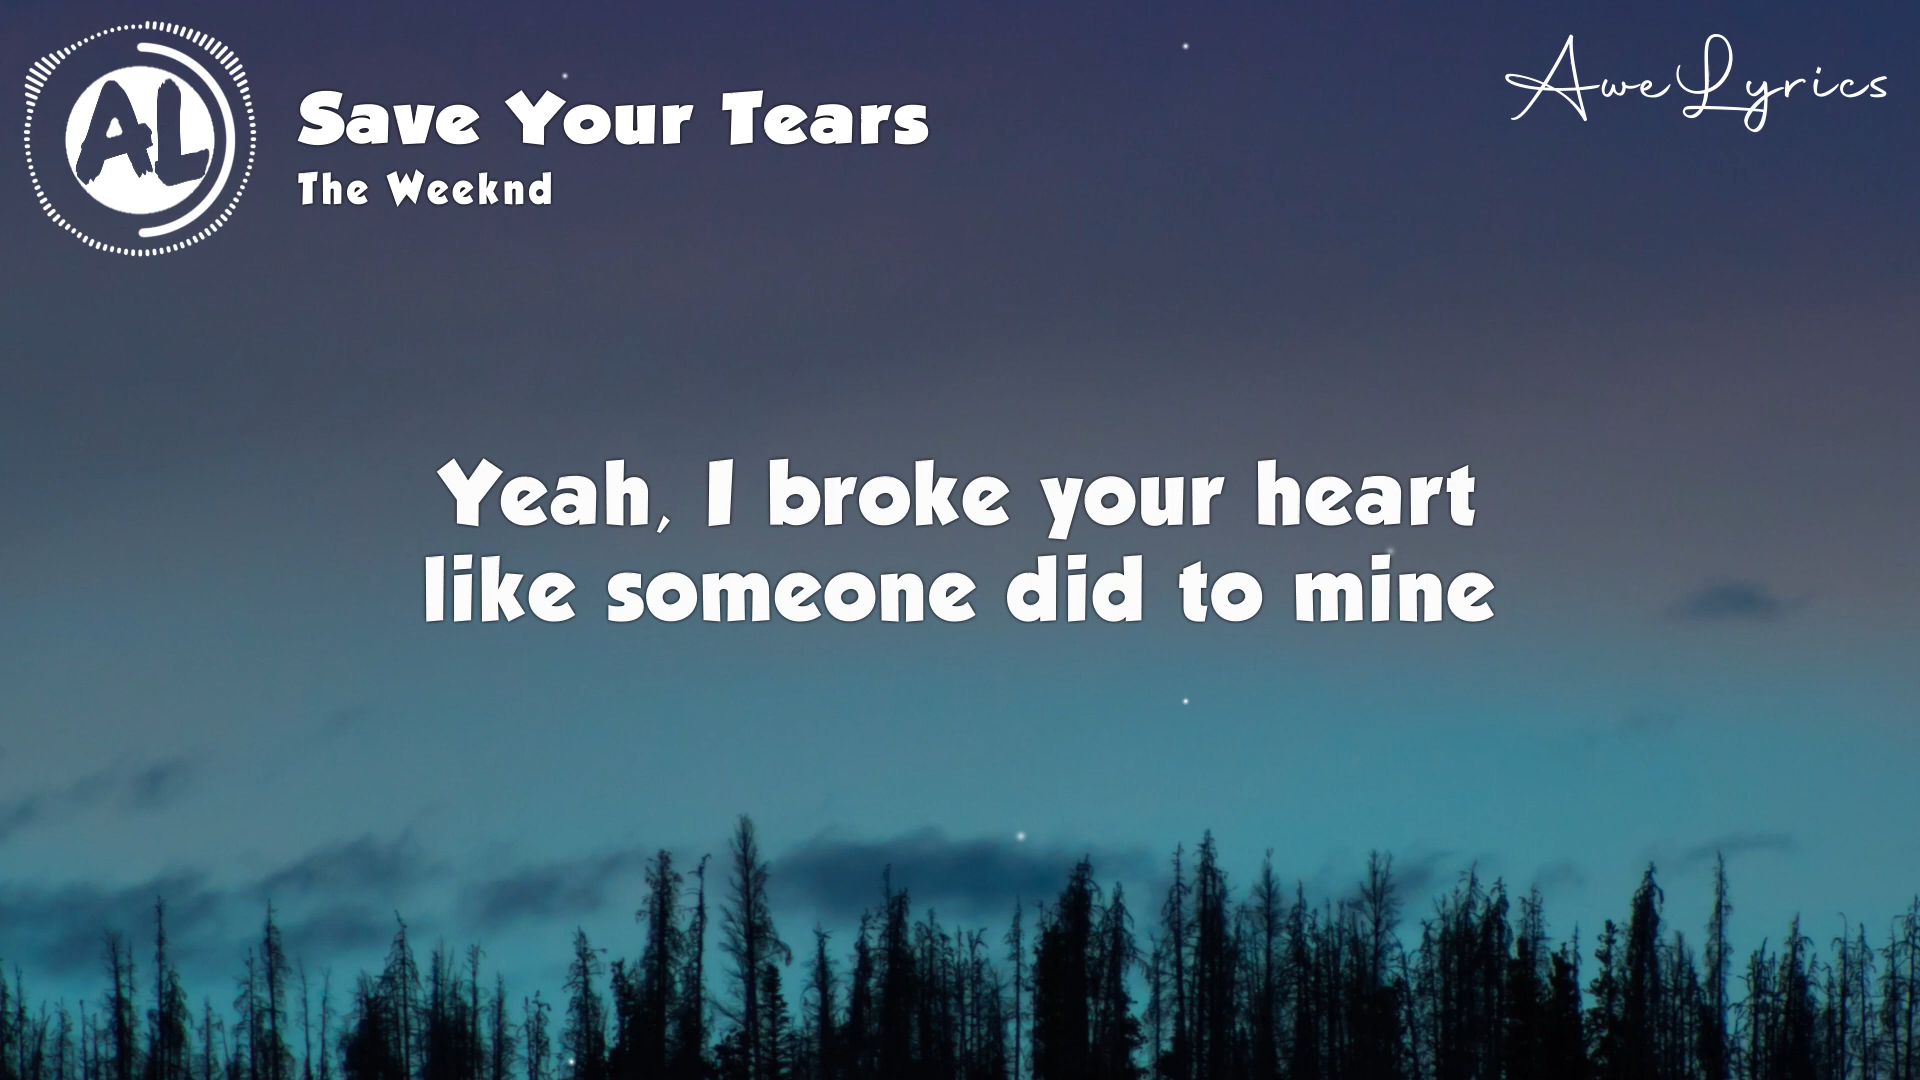 AL
Save Your Tears
The Weeknd
AweLyrics
Yeah, I broke your heart
like someone did to mine